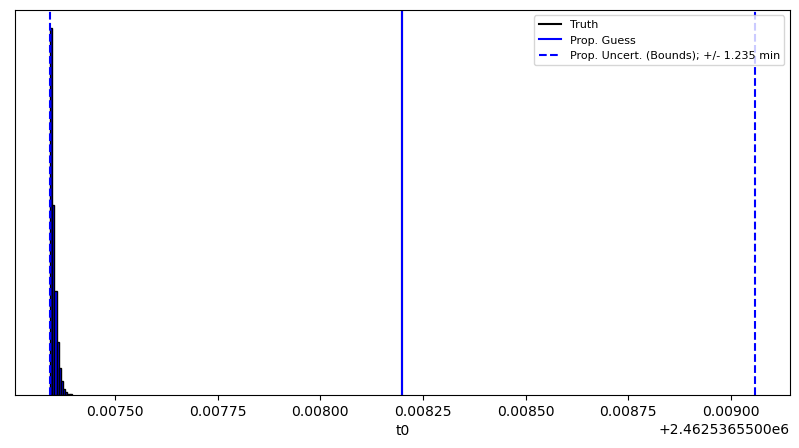 Truth
Prop. Guess
Prop. Uncert. (Bounds); +/- 1.235 min
0.00750 0.00775 0.00800 0.00825 0.00850 0.00875 0.00900
t0 +2.4625365500e6